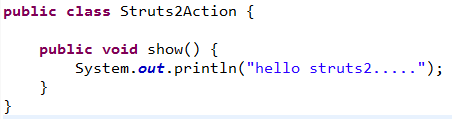 public class Struts2Action {
    public void show() {
        System.out.println("hello struts2.....");
    }
}